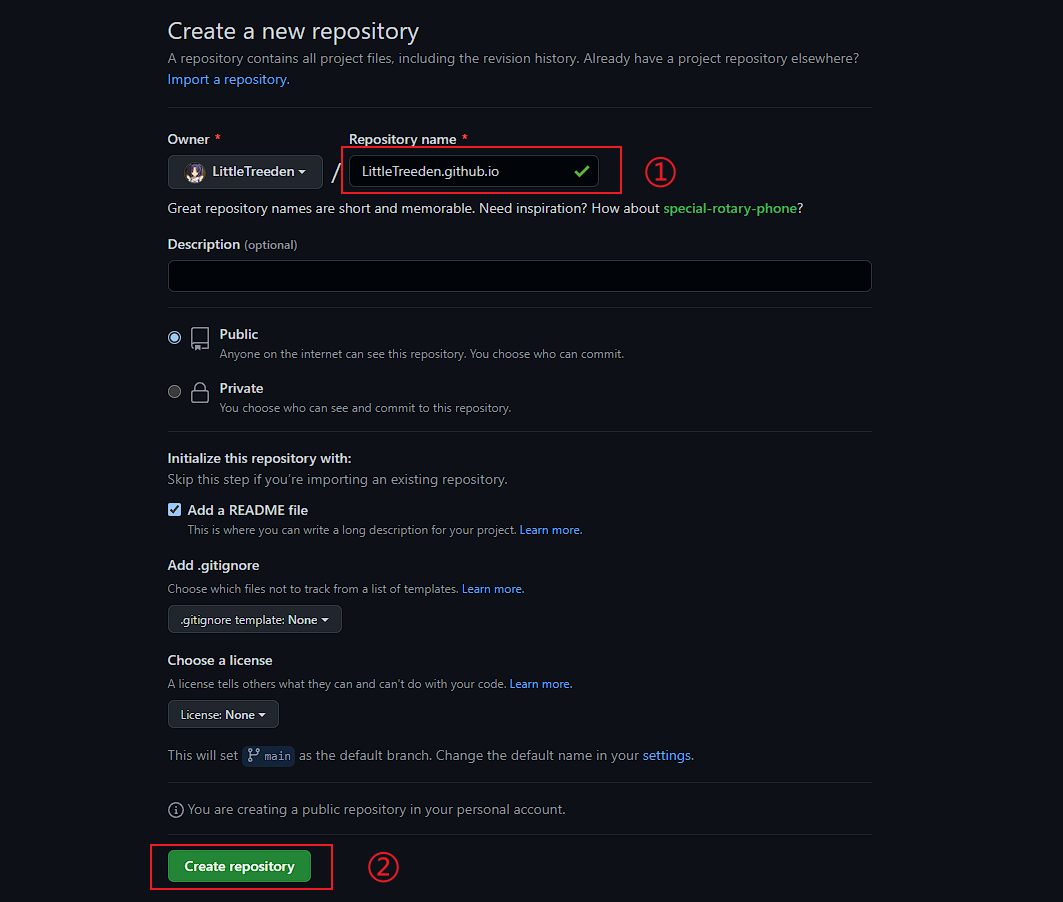 Create a new repository
A repository contains all project files, including the revision history. Already have a project repository elsewhere?
Import a repository.
Owner *
Repository name *
LittleTreeden
/
LittleTreeden.github.io
①
Great repository names are short and memorable. Need inspiration? How about special-rotary-phone?
Description (optional)
Public
Anyone on the internet can see this repository. You choose who can commit.
Private
You choose who can see and commit to this repository.
Initialize this repository with:
Skip this step if you're importing an existing repository.
Add a README file
This is where you can write a long description for your project. Learn more.
Add .gitignore
Choose which files not to track from a list of templates. Learn more.
.gitignore template: None
Choose a license
A license tells others what they can and can't do with your code. Learn more.
License: None
This will set main as the default branch. Change the default name in your settings.
You are creating a public repository in your personal account.
Create repository
②